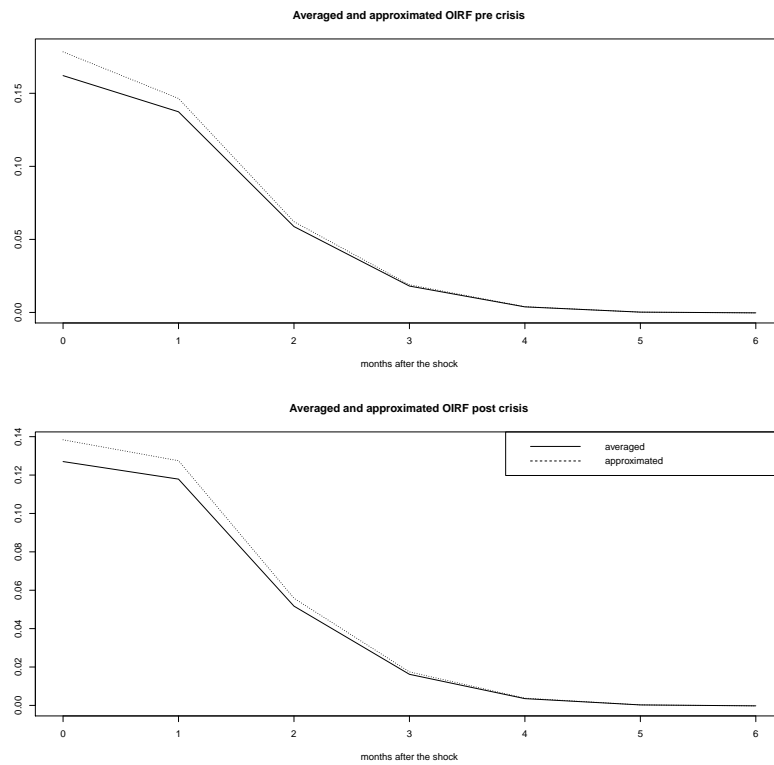 Averaged and approximated OIRF pre crisis
0.15
0.10
0.05
0.00
0 1 2 3 4 5 6
months after the shock
Averaged and approximated OIRF post crisis
0.14
0.12
0.10
0.08
0.06
0.04
0.02
0.00
averaged
approximated
0 1 2 3 4 5 6
months after the shock